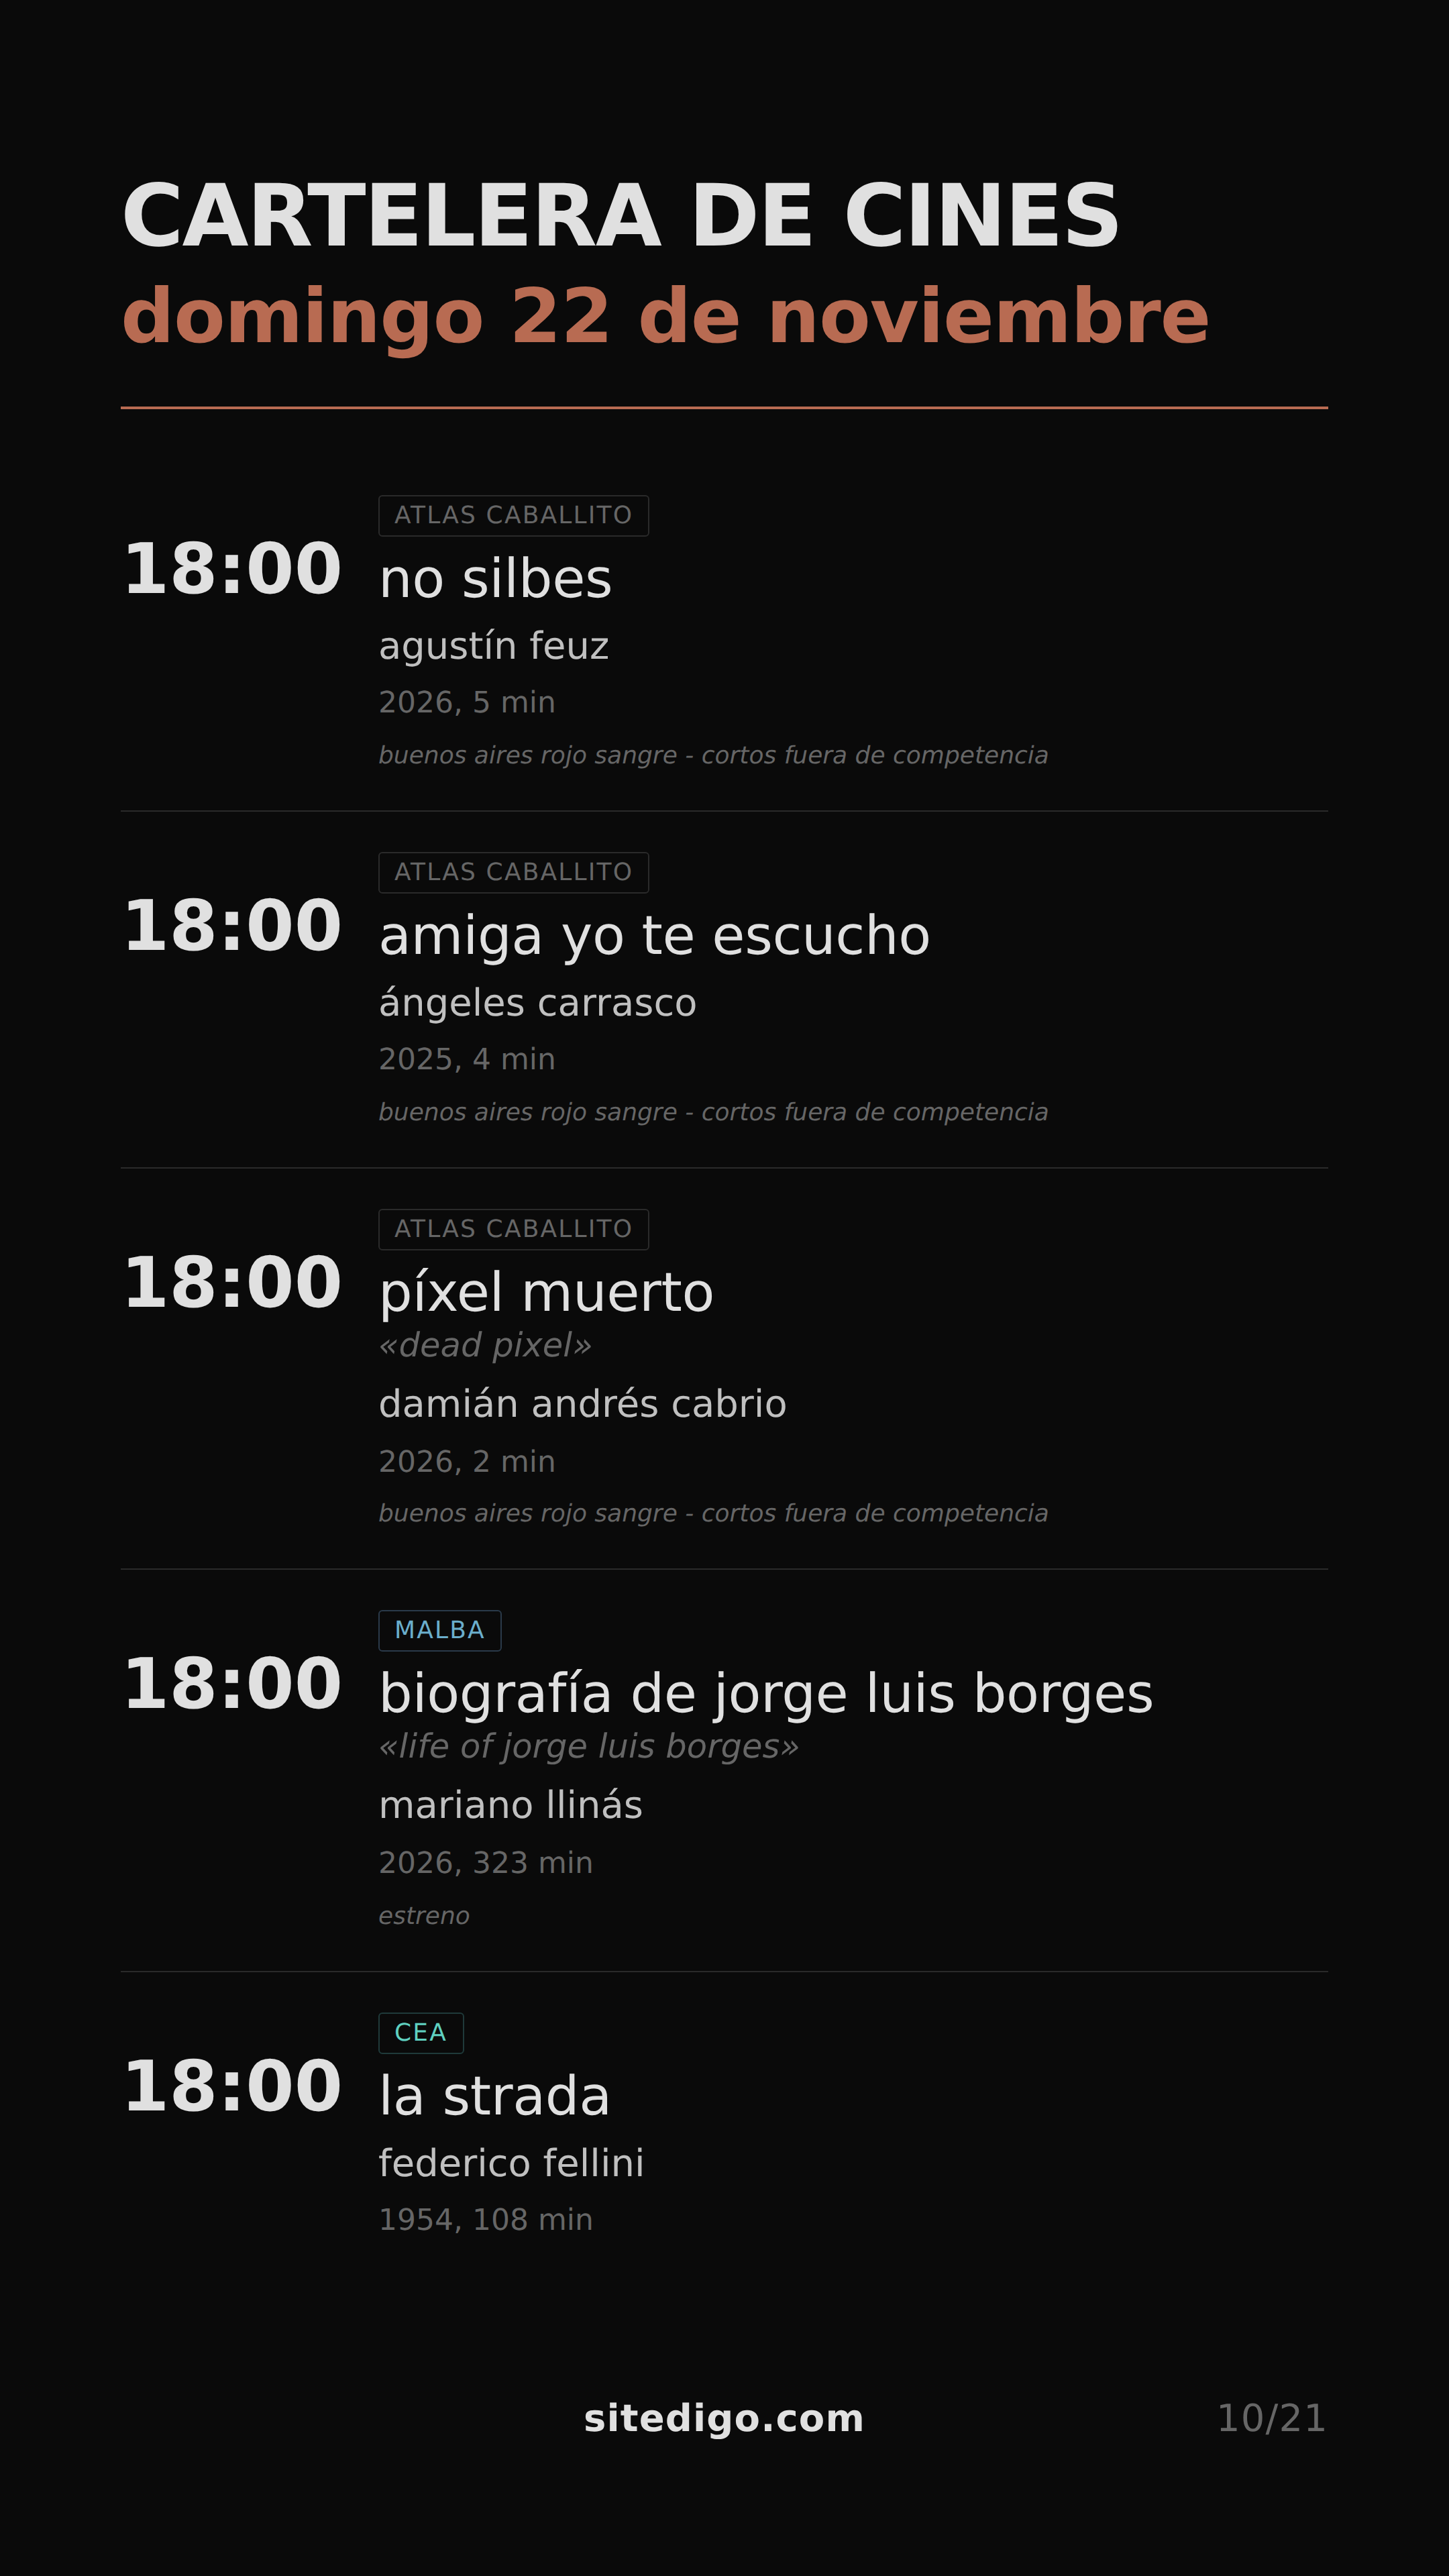 CARTELERA DE CINES
domingo 22 de noviembre
ATLAS CABALLITO
18:00
no silbes
agustín feuz
2026, 5 min
buenos aires rojo sangre - cortos fuera de competencia
ATLAS CABALLITO
18:00
amiga yo te escucho
ángeles carrasco
2025, 4 min
buenos aires rojo sangre - cortos fuera de competencia
ATLAS CABALLITO
18:00
píxel muerto
«dead pixel»
damián andrés cabrio
2026, 2 min
buenos aires rojo sangre - cortos fuera de competencia
MALBA
18:00
biografía de jorge luis borges
«life of jorge luis borges»
mariano llinás
2026, 323 min
estreno
CEA
18:00
la strada
federico fellini
1954, 108 min
sitedigo.com
10/21